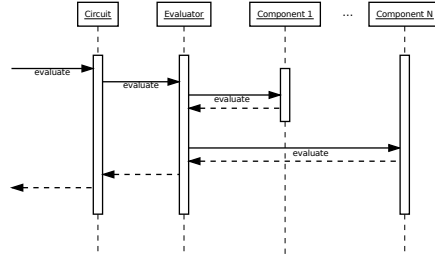 Circuit
Evaluator
Component 1
...
Component N
evaluate
evaluate
evaluate
evaluate